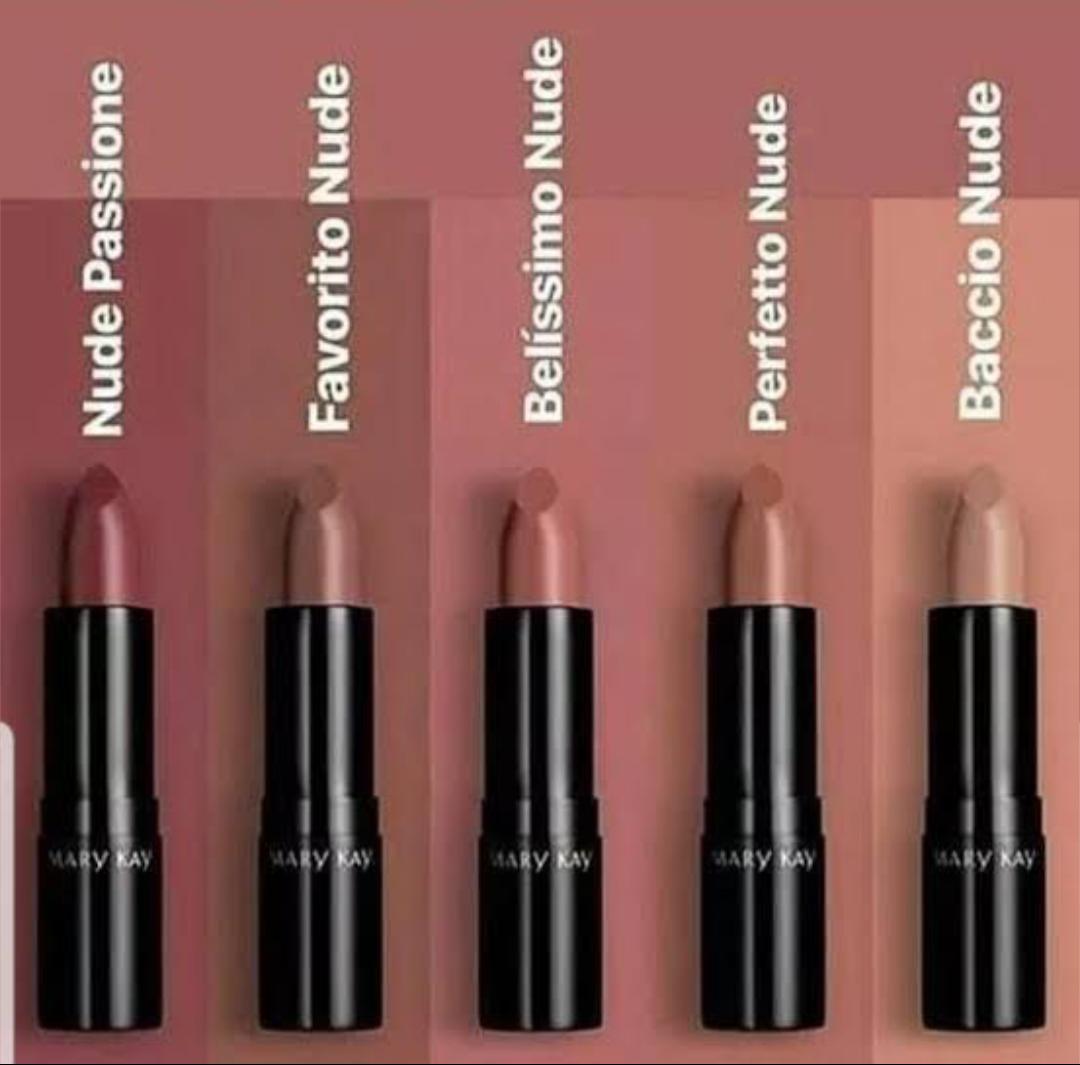 Nude Passione
Favorito Nude
Belíssimo Nude
Perfetto Nude
Baccio Nude
MARY KAY
MARY KAY
MARY KAY
MARY KAY
MARY KAY